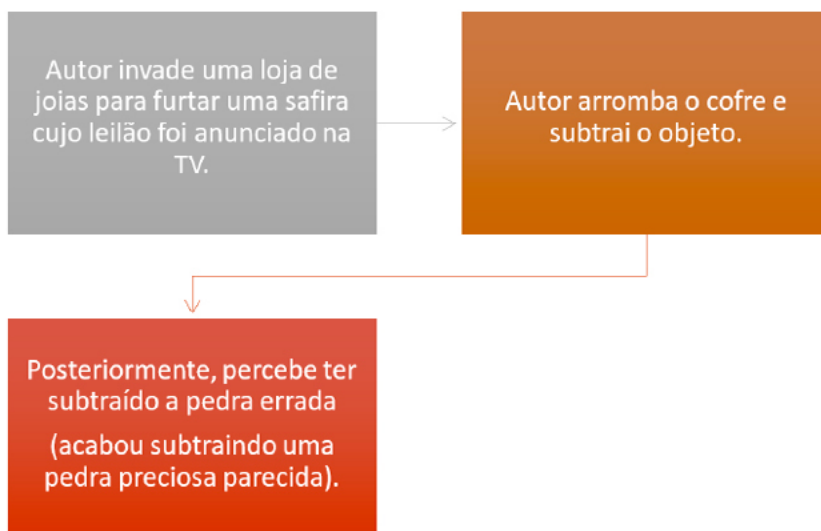 Autor invade uma loja de
joias para furtar uma safira
cujo leilão foi anunciado na
TV.
Autor arromba o cofre e
subtrai o objeto.
Posteriormente, percebe ter
subtraído a pedra errada
(acabou subtraindo uma
pedra preciosa parecida).